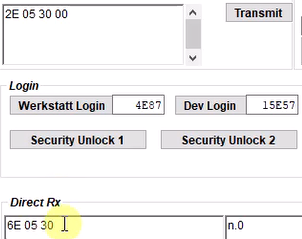 2E 05 30 00
Transmit
Login
Werkstatt Login 4E87 Dev Login 15E57
Security Unlock 1 Security Unlock 2
Direct Rx
6E 05 30 n.0